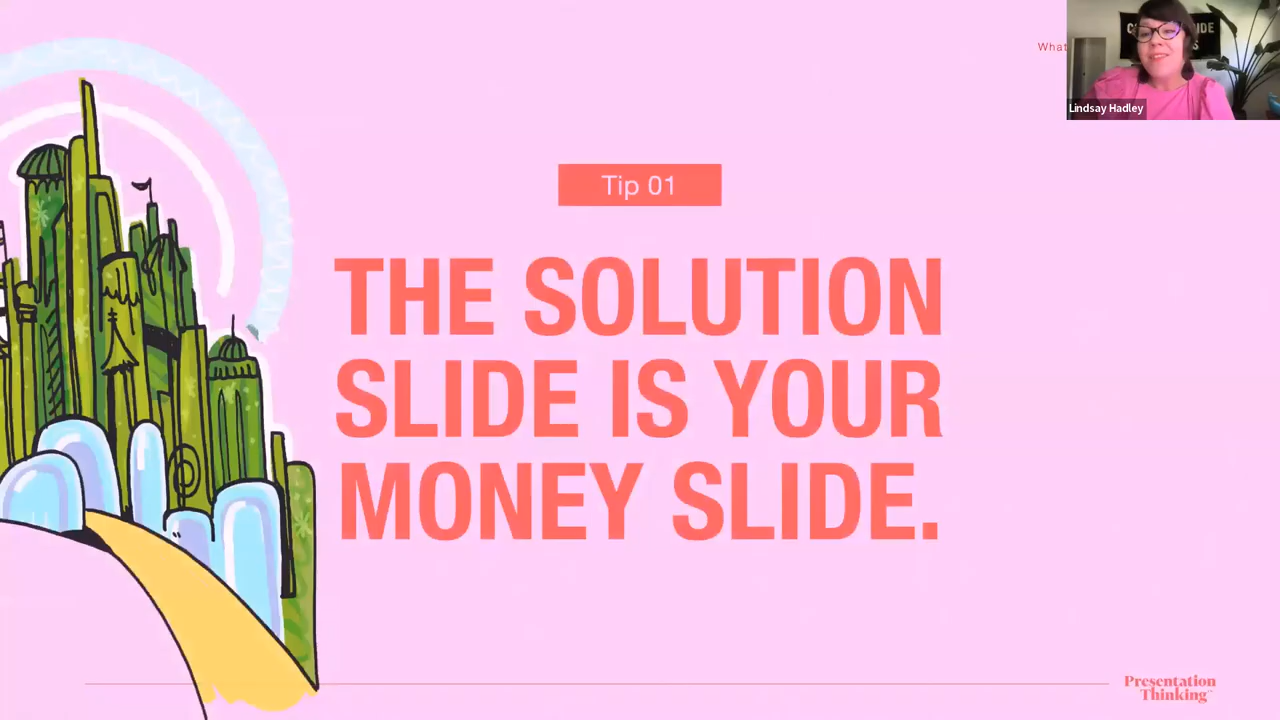 What
Lindsay Hadley
Tip 01
THE SOLUTION
SLIDE IS YOUR
MONEY SLIDE.
Presentation
Thinking